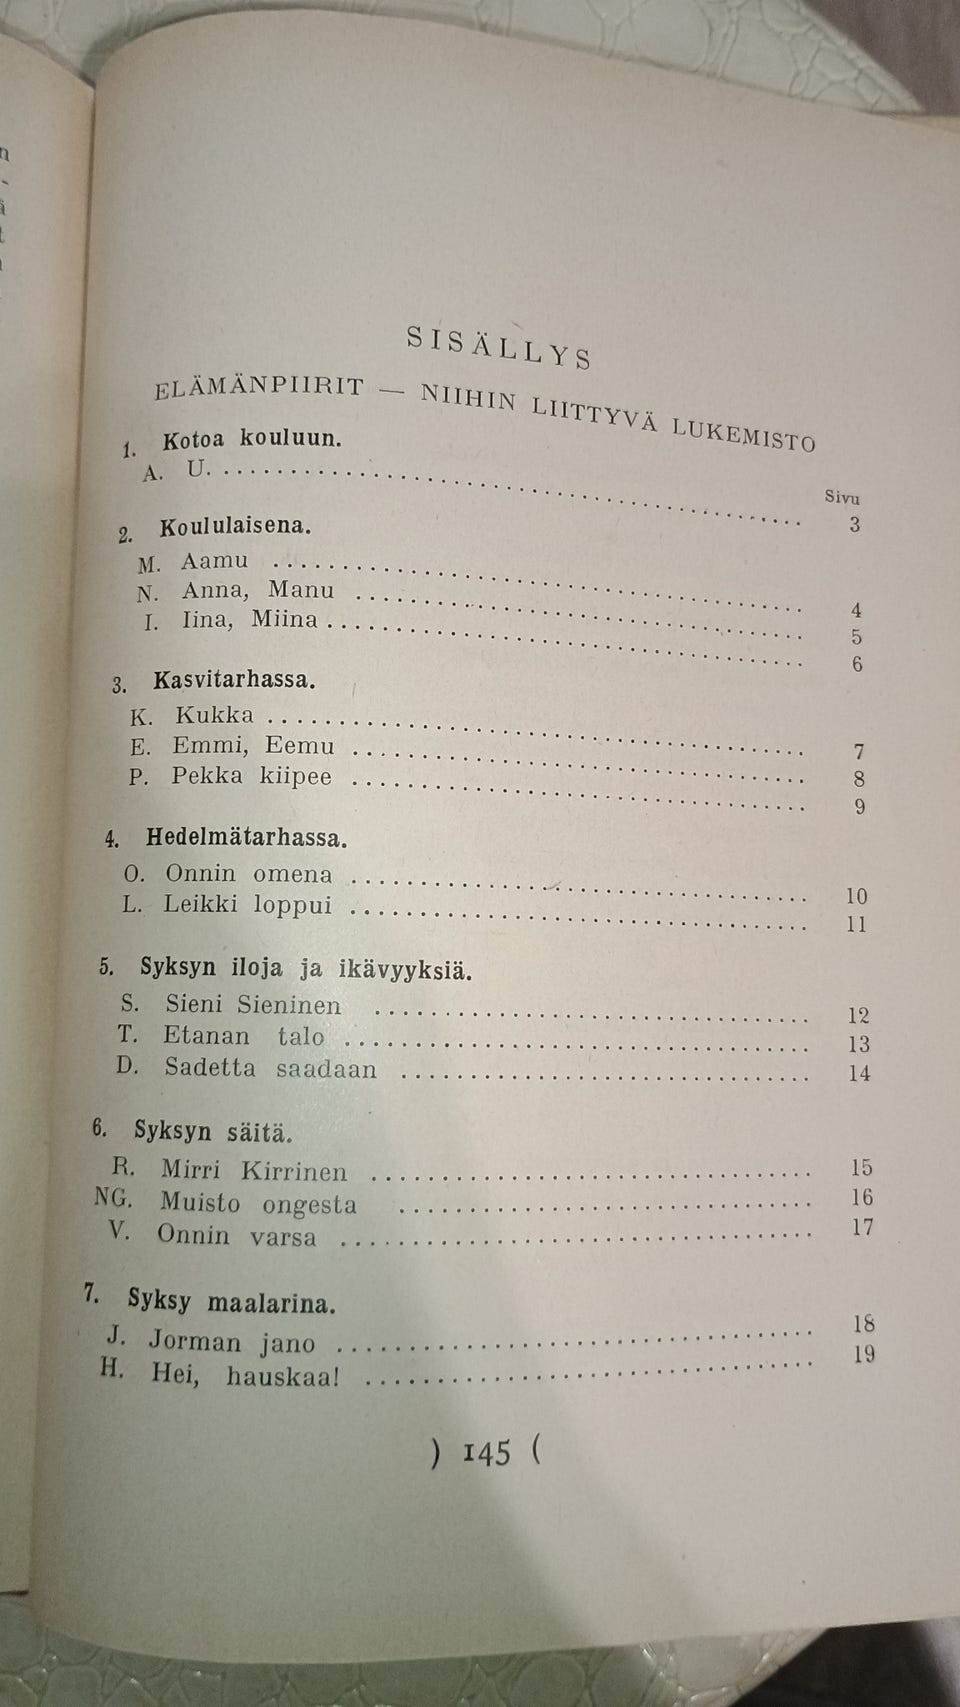 n
-
ä
t
SISÄLLYS
ELÄMÄNPIIRIT — NIIHIN LIITTYVÄ LUKEMISTO
1. Kotoa kouluun.
Sivu
A. U. .......... 3
2. Koululaisena.
M. Aamu .......... 4
N. Anna, Manu .......... 5
I. Iina, Miina .......... 6
3. Kasvitarhassa.
K. Kukka .......... 7
E. Emmi, Eemu .......... 8
P. Pekka kiipee .......... 9
4. Hedelmätarhassa.
O. Onnin omena .......... 10
L. Leikki loppui .......... 11
5. Syksyn iloja ja ikävyyksiä.
S. Sieni Sieninen .......... 12
T. Etanan talo .......... 13
D. Sadetta saadaan .......... 14
6. Syksyn säitä.
R. Mirri Kirrinen .......... 15
NG. Muisto ongesta .......... 16
V. Onnin varsa .......... 17
7. Syksy maalarina.
J. Jorman jano .......... 18
H. Hei, hauskaa! .......... 19
) 145 (